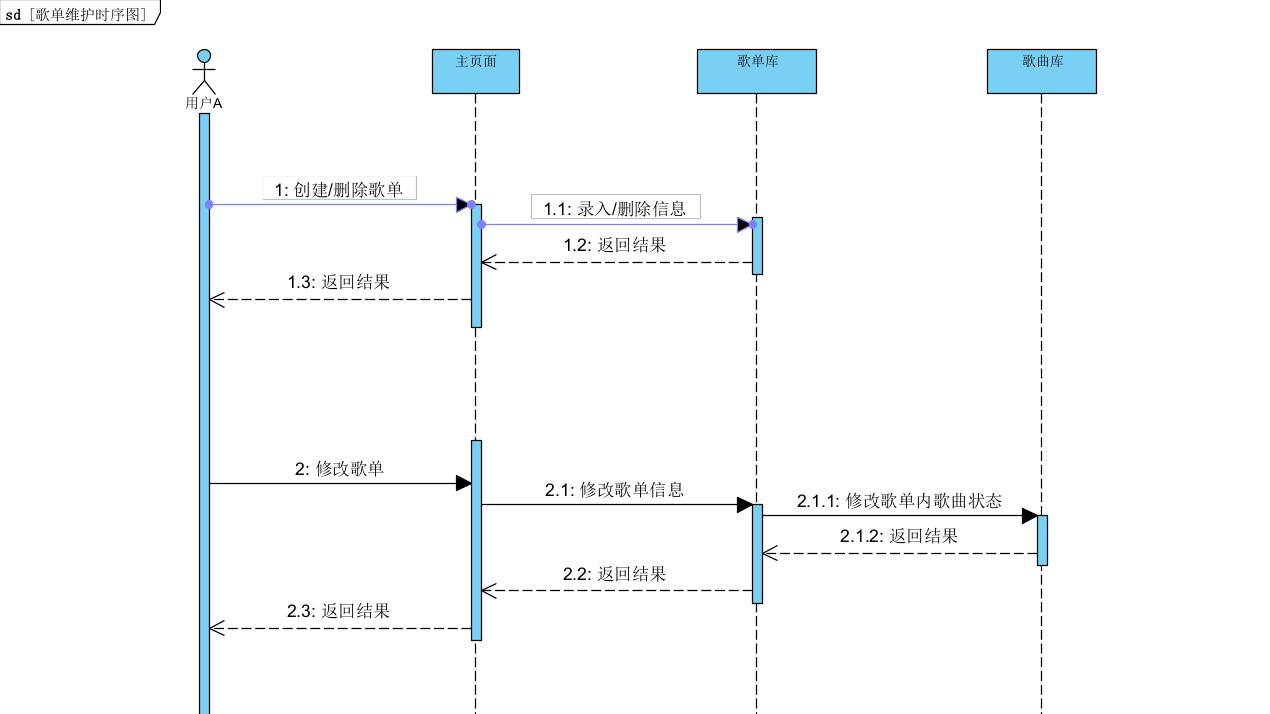 sd [歌单维护时序图]
用户A
主页面
歌单库
歌曲库
1: 创建/删除歌单
1.1: 录入/删除信息
1.2: 返回结果
1.3: 返回结果
2: 修改歌单
2.1: 修改歌单信息
2.1.1: 修改歌单内歌曲状态
2.1.2: 返回结果
2.2: 返回结果
2.3: 返回结果